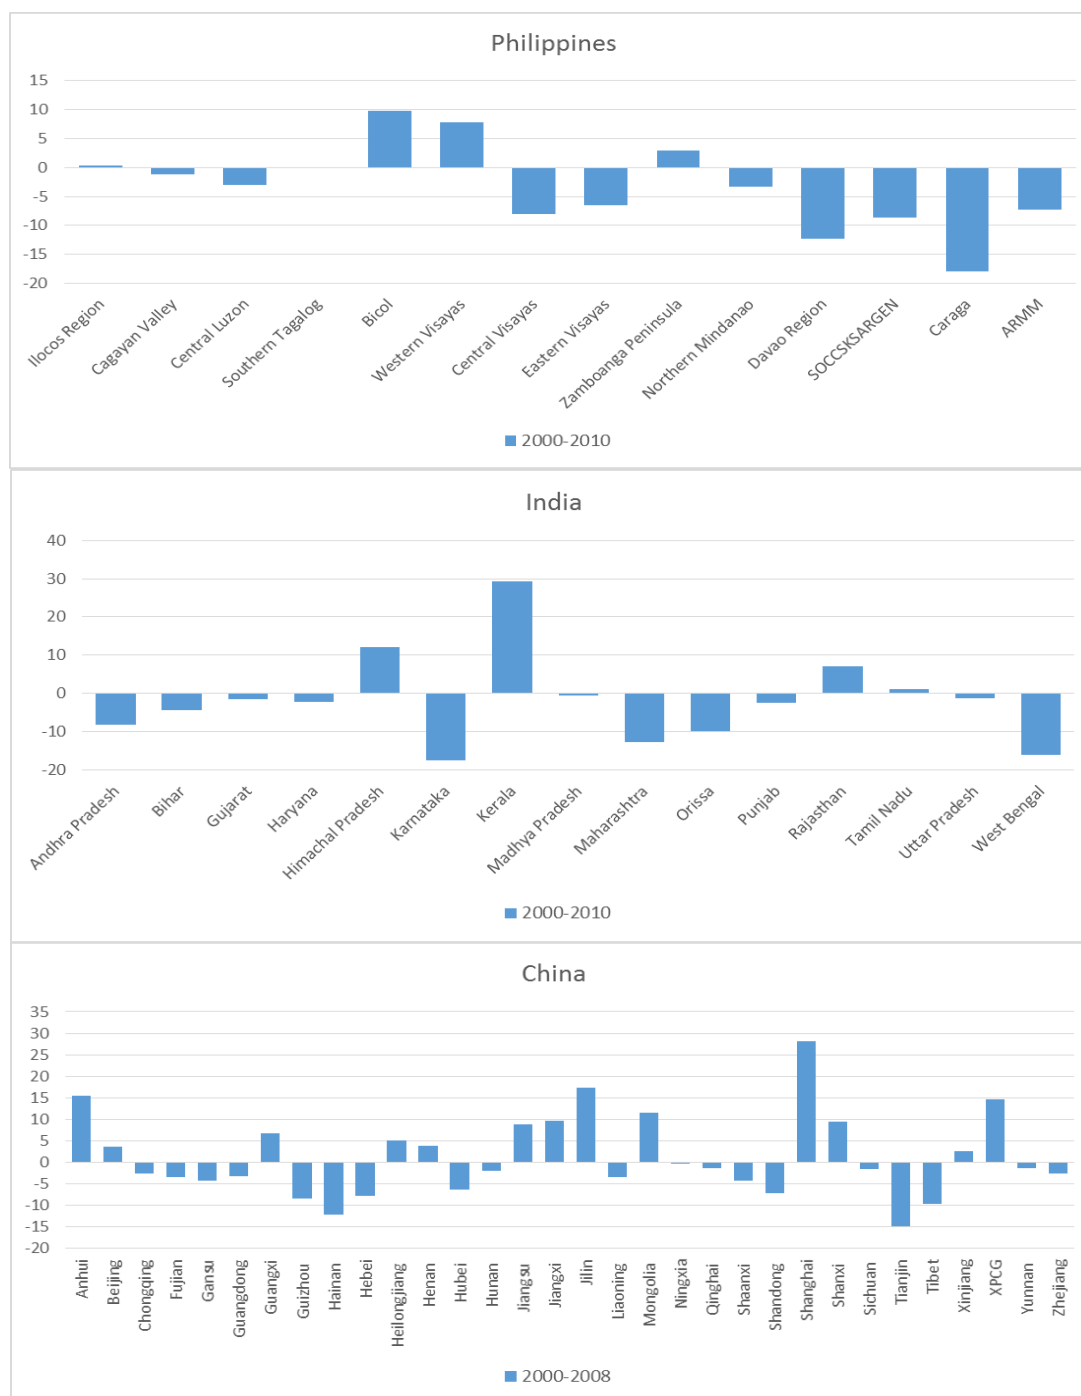 Philippines
15
10
5
0
-5
-10
-15
-20
Ilocos Region
Cagayan Valley
Central Luzon
Southern Tagalog
Bicol
Western Visayas
Central Visayas
Eastern Visayas
Zamboanga Peninsula
Northern Mindanao
Davao Region
SOCCSKSARGEN
Caraga
ARMM
2000-2010
India
40
30
20
10
0
-10
-20
Andhra Pradesh
Bihar
Gujarat
Haryana
Himachal Pradesh
Karnataka
Kerala
Madhya Pradesh
Maharashtra
Orissa
Punjab
Rajasthan
Tamil Nadu
Uttar Pradesh
West Bengal
2000-2010
China
35
30
25
20
15
10
5
0
-5
-10
-15
-20
Anhui
Beijing
Chongqing
Fujian
Gansu
Guangdong
Guangxi
Guizhou
Hainan
Hebei
Heilongjiang
Henan
Hubei
Hunan
Jiangsu
Jiangxi
Jilin
Liaoning
Mongolia
Ningxia
Qinghai
Shaanxi
Shandong
Shanghai
Shanxi
Sichuan
Tianjin
Tibet
Xinjiang
XPCG
Yunnan
Zhejiang
2000-2008